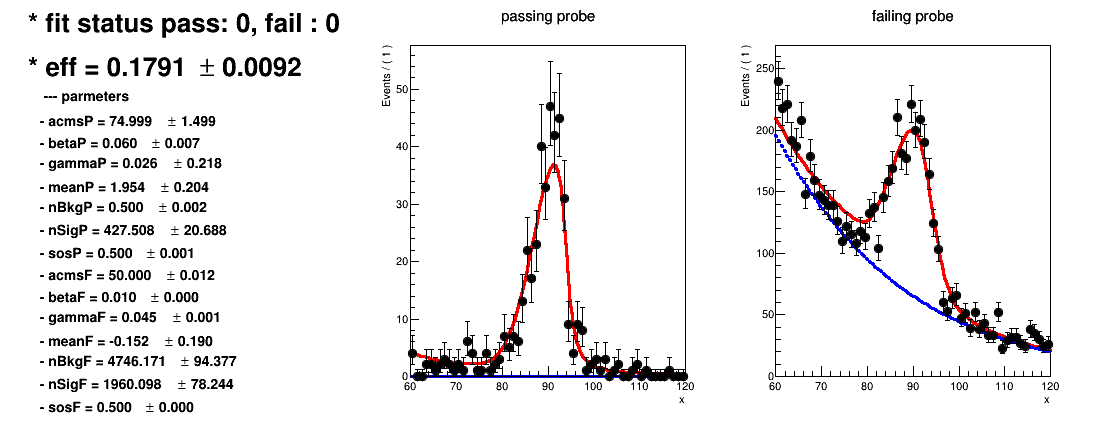 * fit status pass: 0, fail : 0
* eff = 0.1791 ± 0.0092
--- parmeters
- acmsP = 74.999 ± 1.499
- betaP = 0.060 ± 0.007
- gammaP = 0.026 ± 0.218
- meanP = 1.954 ± 0.204
- nBkgP = 0.500 ± 0.002
- nSigP = 427.508 ± 20.688
- sosP = 0.500 ± 0.001
- acmsF = 50.000 ± 0.012
- betaF = 0.010 ± 0.000
- gammaF = 0.045 ± 0.001
- meanF = -0.152 ± 0.190
- nBkgF = 4746.171 ± 94.377
- nSigF = 1960.098 ± 78.244
- sosF = 0.500 ± 0.000
passing probe
Events / ( 1 )
50
40
30
20
10
0
60 70 80 90 100 110 120
x
failing probe
Events / ( 1 )
250
200
150
100
50
0
60 70 80 90 100 110 120
x